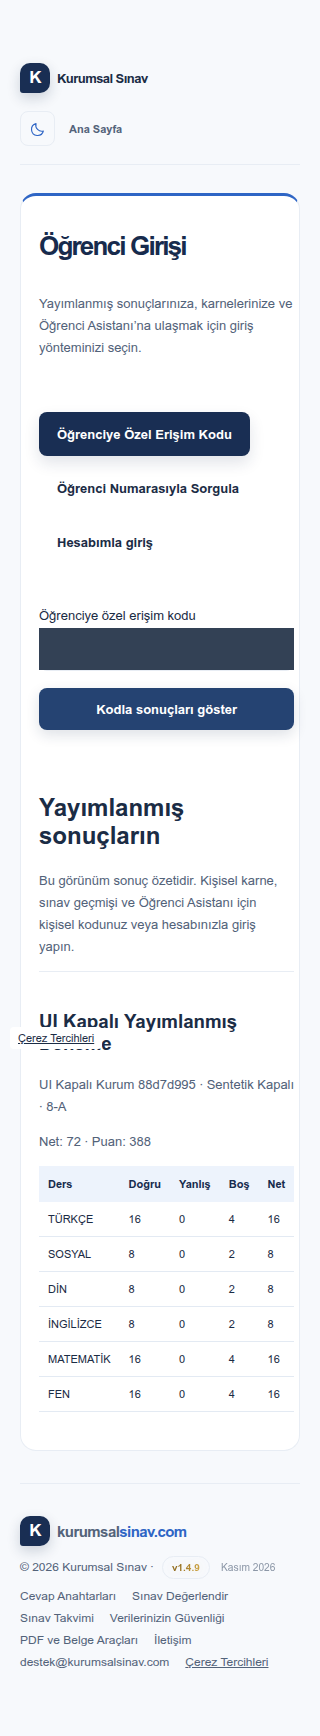 K Kurumsal Sınav
Ana Sayfa
Öğrenci Girişi
Yayımlanmış sonuçlarınıza, karnelerinize ve
Öğrenci Asistanı’na ulaşmak için giriş
yönteminizi seçin.
Öğrenciye Özel Erişim Kodu
Öğrenci Numarasıyla Sorgula
Hesabımla giriş
Öğrenciye özel erişim kodu
Kodla sonuçları göster
Yayımlanmış
sonuçların
Bu görünüm sonuç özetidir. Kişisel karne,
sınav geçmişi ve Öğrenci Asistanı için
kişisel kodunuz veya hesabınızla giriş
yapın.
UI Kapalı Yayımlanmış
Çerez Tercihleri
UI Kapalı Kurum 88d7d995 · Sentetik Kapalı
· 8-A
Net: 72 · Puan: 388
Ders Doğru Yanlış Boş Net
TÜRKÇE 16 0 4 16
SOSYAL 8 0 2 8
DİN 8 0 2 8
İNGİLİZCE 8 0 2 8
MATEMATİK 16 0 4 16
FEN 16 0 4 16
K kurumsalsinav.com
© 2026 Kurumsal Sınav · v1.4.9 Kasım 2026
Cevap Anahtarları Sınav Değerlendir
Sınav Takvimi Verilerinizin Güvenliği
PDF ve Belge Araçları İletişim
destek@kurumsalsinav.com Çerez Tercihleri